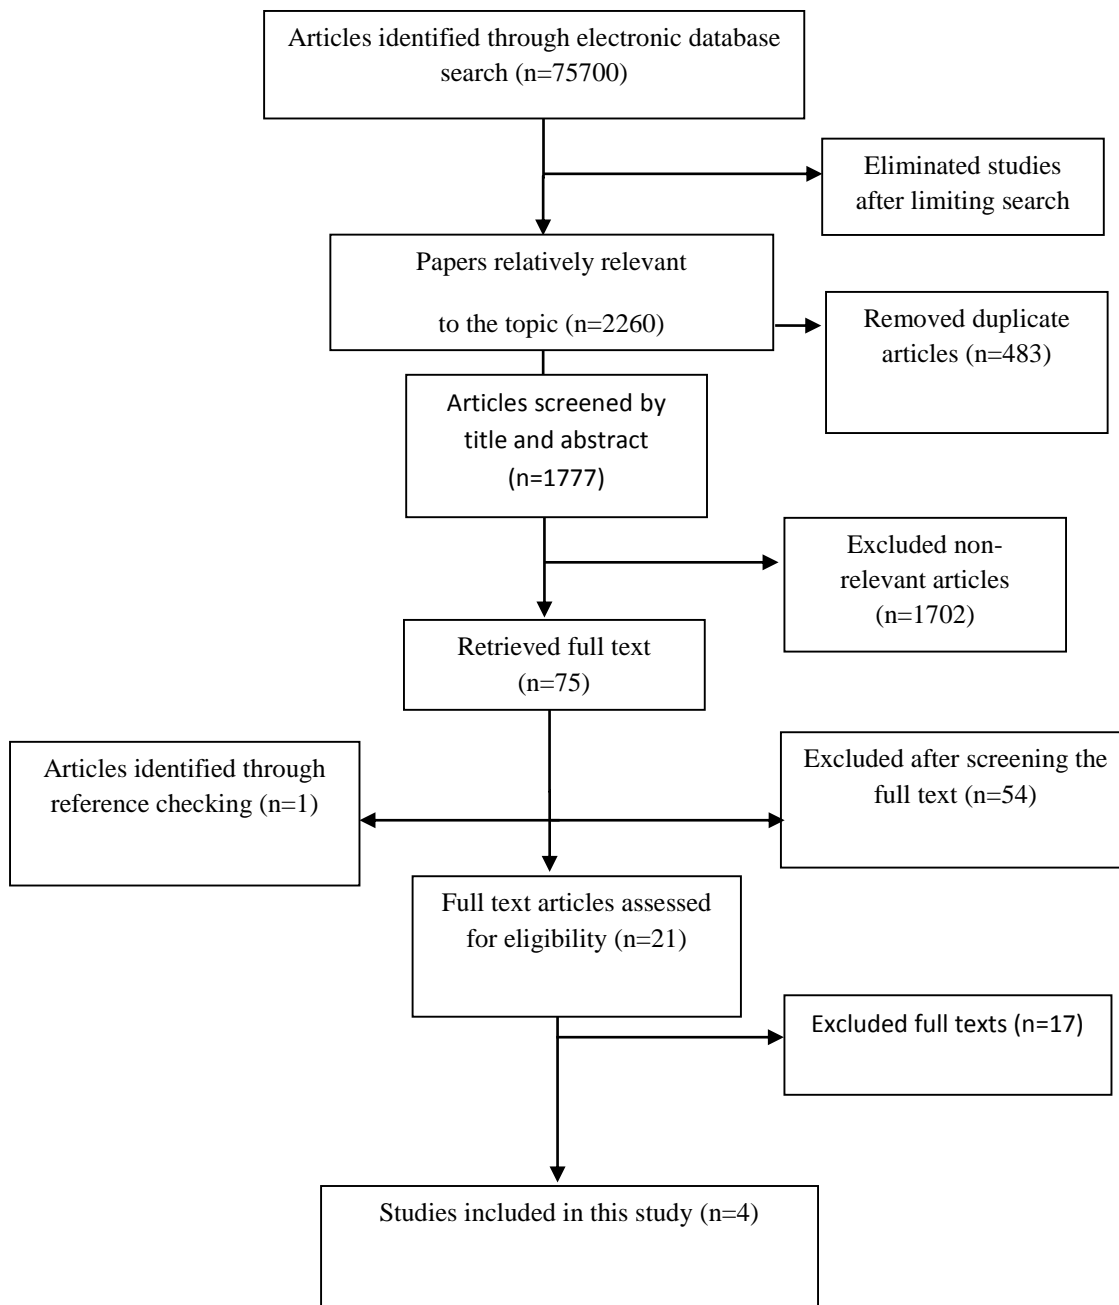 Articles identified through electronic database
search (n=75700)
Eliminated studies
after limiting search
Papers relatively relevant
to the topic (n=2260)
Removed duplicate
articles (n=483)
Articles screened by
title and abstract
(n=1777)
Excluded non-
relevant articles
(n=1702)
Retrieved full text
(n=75)
Articles identified through
reference checking (n=1)
Excluded after screening the
full text (n=54)
Full text articles assessed
for eligibility (n=21)
Excluded full texts (n=17)
Studies included in this study (n=4)